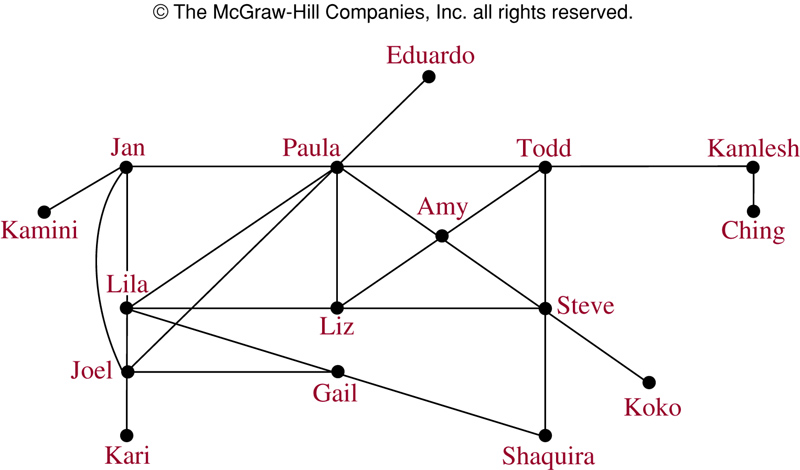 © The McGraw-Hill Companies, Inc. all rights reserved.
Eduardo
Jan
Paula
Todd
Kamlesh
Kamini
Amy
Ching
Lila
Liz
Steve
Joel
Gail
Koko
Kari
Shaquira